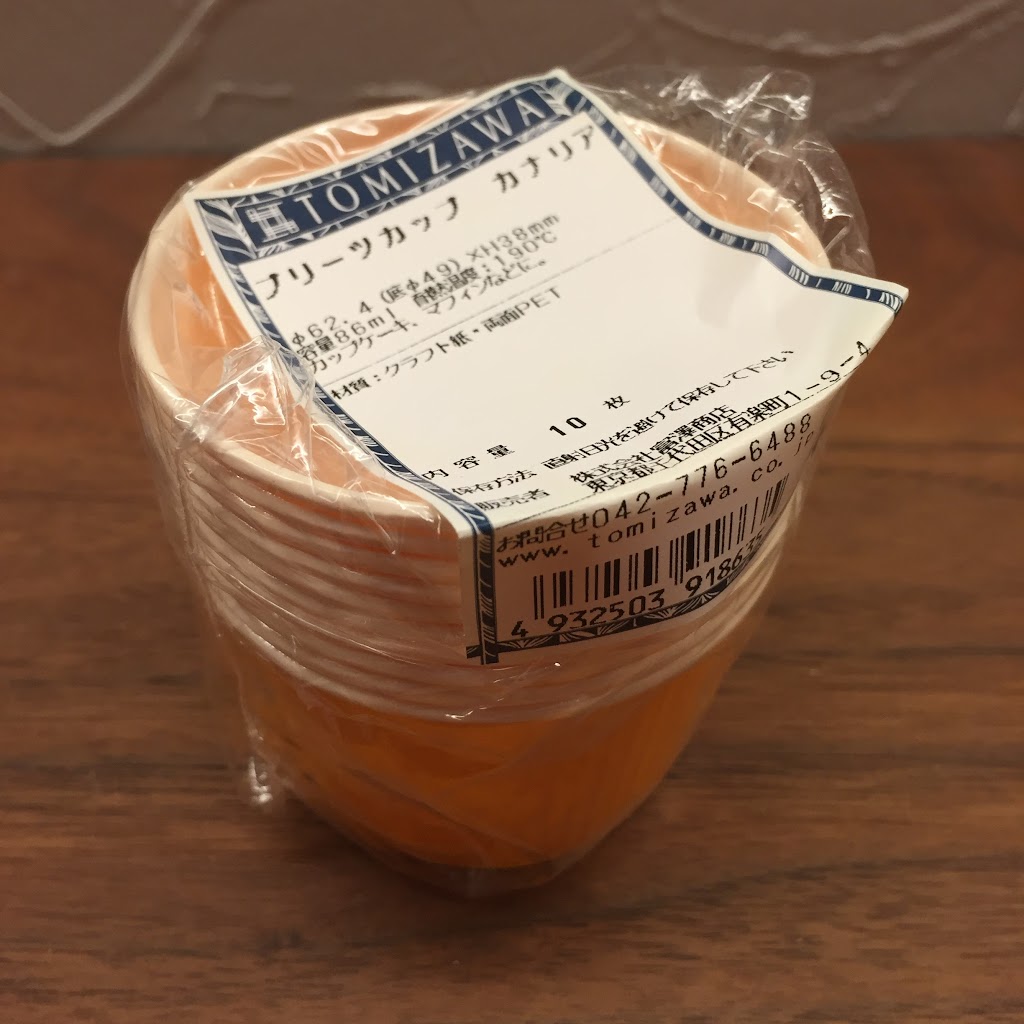 TOMIZAWA
プリーツカップ カナリア
φ62.4(底φ49)×H38mm
容量86ml 耐熱温度:190℃
カップケーキ、マフィンなどに。
材質:クラフト紙・両面PET
内容量 10 枚
保存方法 直射日光を避けて保存して下さい
販売者 株式会社富澤商店
東京都千代田区有楽町1-9-4
お問合せ042-776-6488
www.tomizawa.co.jp
4 932503 918635